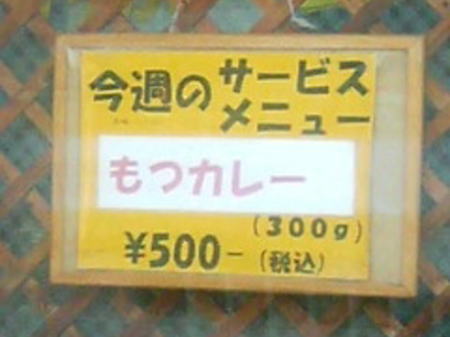 今週のサービス
メニュー
もつカレー
(300g)
¥500-(税込)